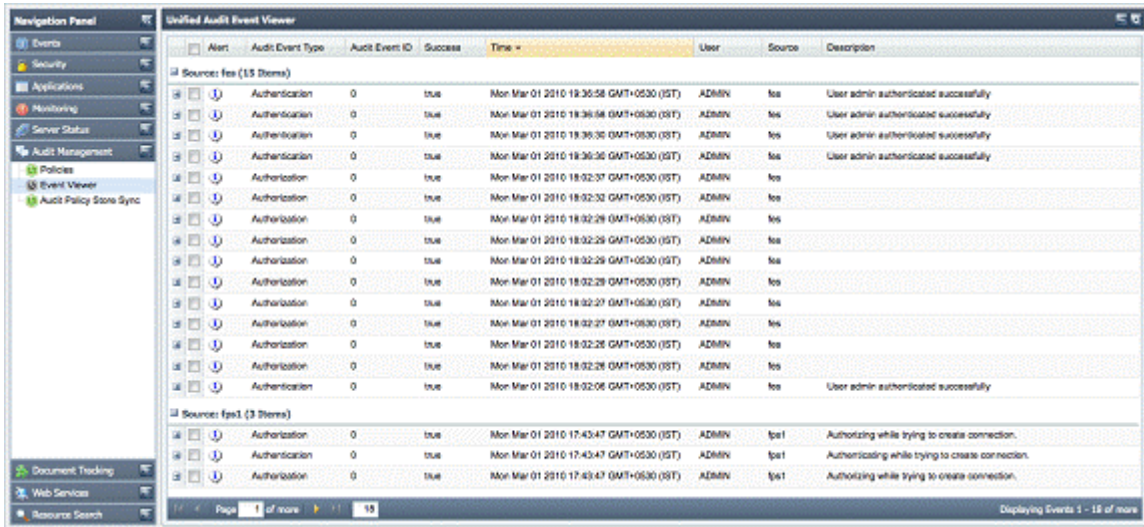 Navigation Panel
Events
Security
Applications
Monitoring
Server Status
Audit Management
Policies
Event Viewer
Audit Policy Store Sync
Document Tracking
Web Services
Resource Search
Unified Audit Event Viewer
Alert Audit Event Type Audit Event ID Success Time User Source Description
Source: fes (15 Items)
Authentication 0 true Mon Mar 01 2010 19:36:58 GMT+0530 (IST) ADMIN fes User admin authenticated successfully
Authentication 0 true Mon Mar 01 2010 19:36:58 GMT+0530 (IST) ADMIN fes User admin authenticated successfully
Authentication 0 true Mon Mar 01 2010 19:36:30 GMT+0530 (IST) ADMIN fes User admin authenticated successfully
Authentication 0 true Mon Mar 01 2010 19:36:30 GMT+0530 (IST) ADMIN fes User admin authenticated successfully
Authorization 0 true Mon Mar 01 2010 18:02:37 GMT+0530 (IST) ADMIN fes
Authorization 0 true Mon Mar 01 2010 18:02:32 GMT+0530 (IST) ADMIN fes
Authorization 0 true Mon Mar 01 2010 18:02:29 GMT+0530 (IST) ADMIN fes
Authorization 0 true Mon Mar 01 2010 18:02:29 GMT+0530 (IST) ADMIN fes
Authorization 0 true Mon Mar 01 2010 18:02:29 GMT+0530 (IST) ADMIN fes
Authorization 0 true Mon Mar 01 2010 18:02:29 GMT+0530 (IST) ADMIN fes
Authorization 0 true Mon Mar 01 2010 18:02:27 GMT+0530 (IST) ADMIN fes
Authorization 0 true Mon Mar 01 2010 18:02:27 GMT+0530 (IST) ADMIN fes
Authorization 0 true Mon Mar 01 2010 18:02:26 GMT+0530 (IST) ADMIN fes
Authorization 0 true Mon Mar 01 2010 18:02:26 GMT+0530 (IST) ADMIN fes
Authentication 0 true Mon Mar 01 2010 18:02:06 GMT+0530 (IST) ADMIN fes User admin authenticated successfully
Source: fps1 (3 Items)
Authorization 0 true Mon Mar 01 2010 17:43:47 GMT+0530 (IST) ADMIN fps1 Authorizing while trying to create connection.
Authentication 0 true Mon Mar 01 2010 17:43:47 GMT+0530 (IST) ADMIN fps1 Authenticating while trying to create connection.
Authorization 0 true Mon Mar 01 2010 17:43:47 GMT+0530 (IST) ADMIN fps1 Authorizing while trying to create connection.
Page 1 of more 18 Displaying Events 1 - 18 of more